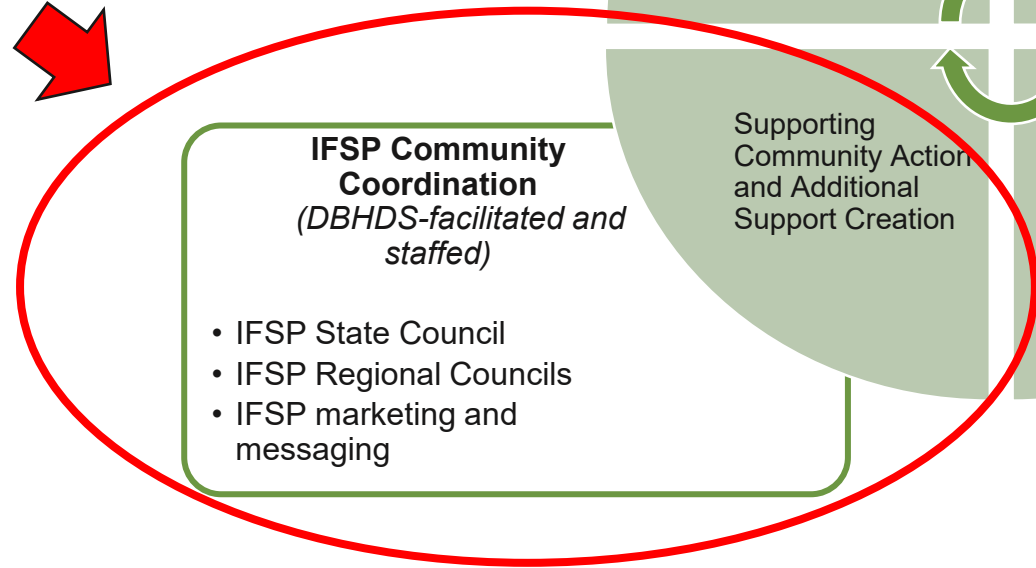 IFSP Community
Coordination
(DBHDS-facilitated and
staffed)
• IFSP State Council
• IFSP Regional Councils
• IFSP marketing and
messaging
Supporting
Community Action
and Additional
Support Creation